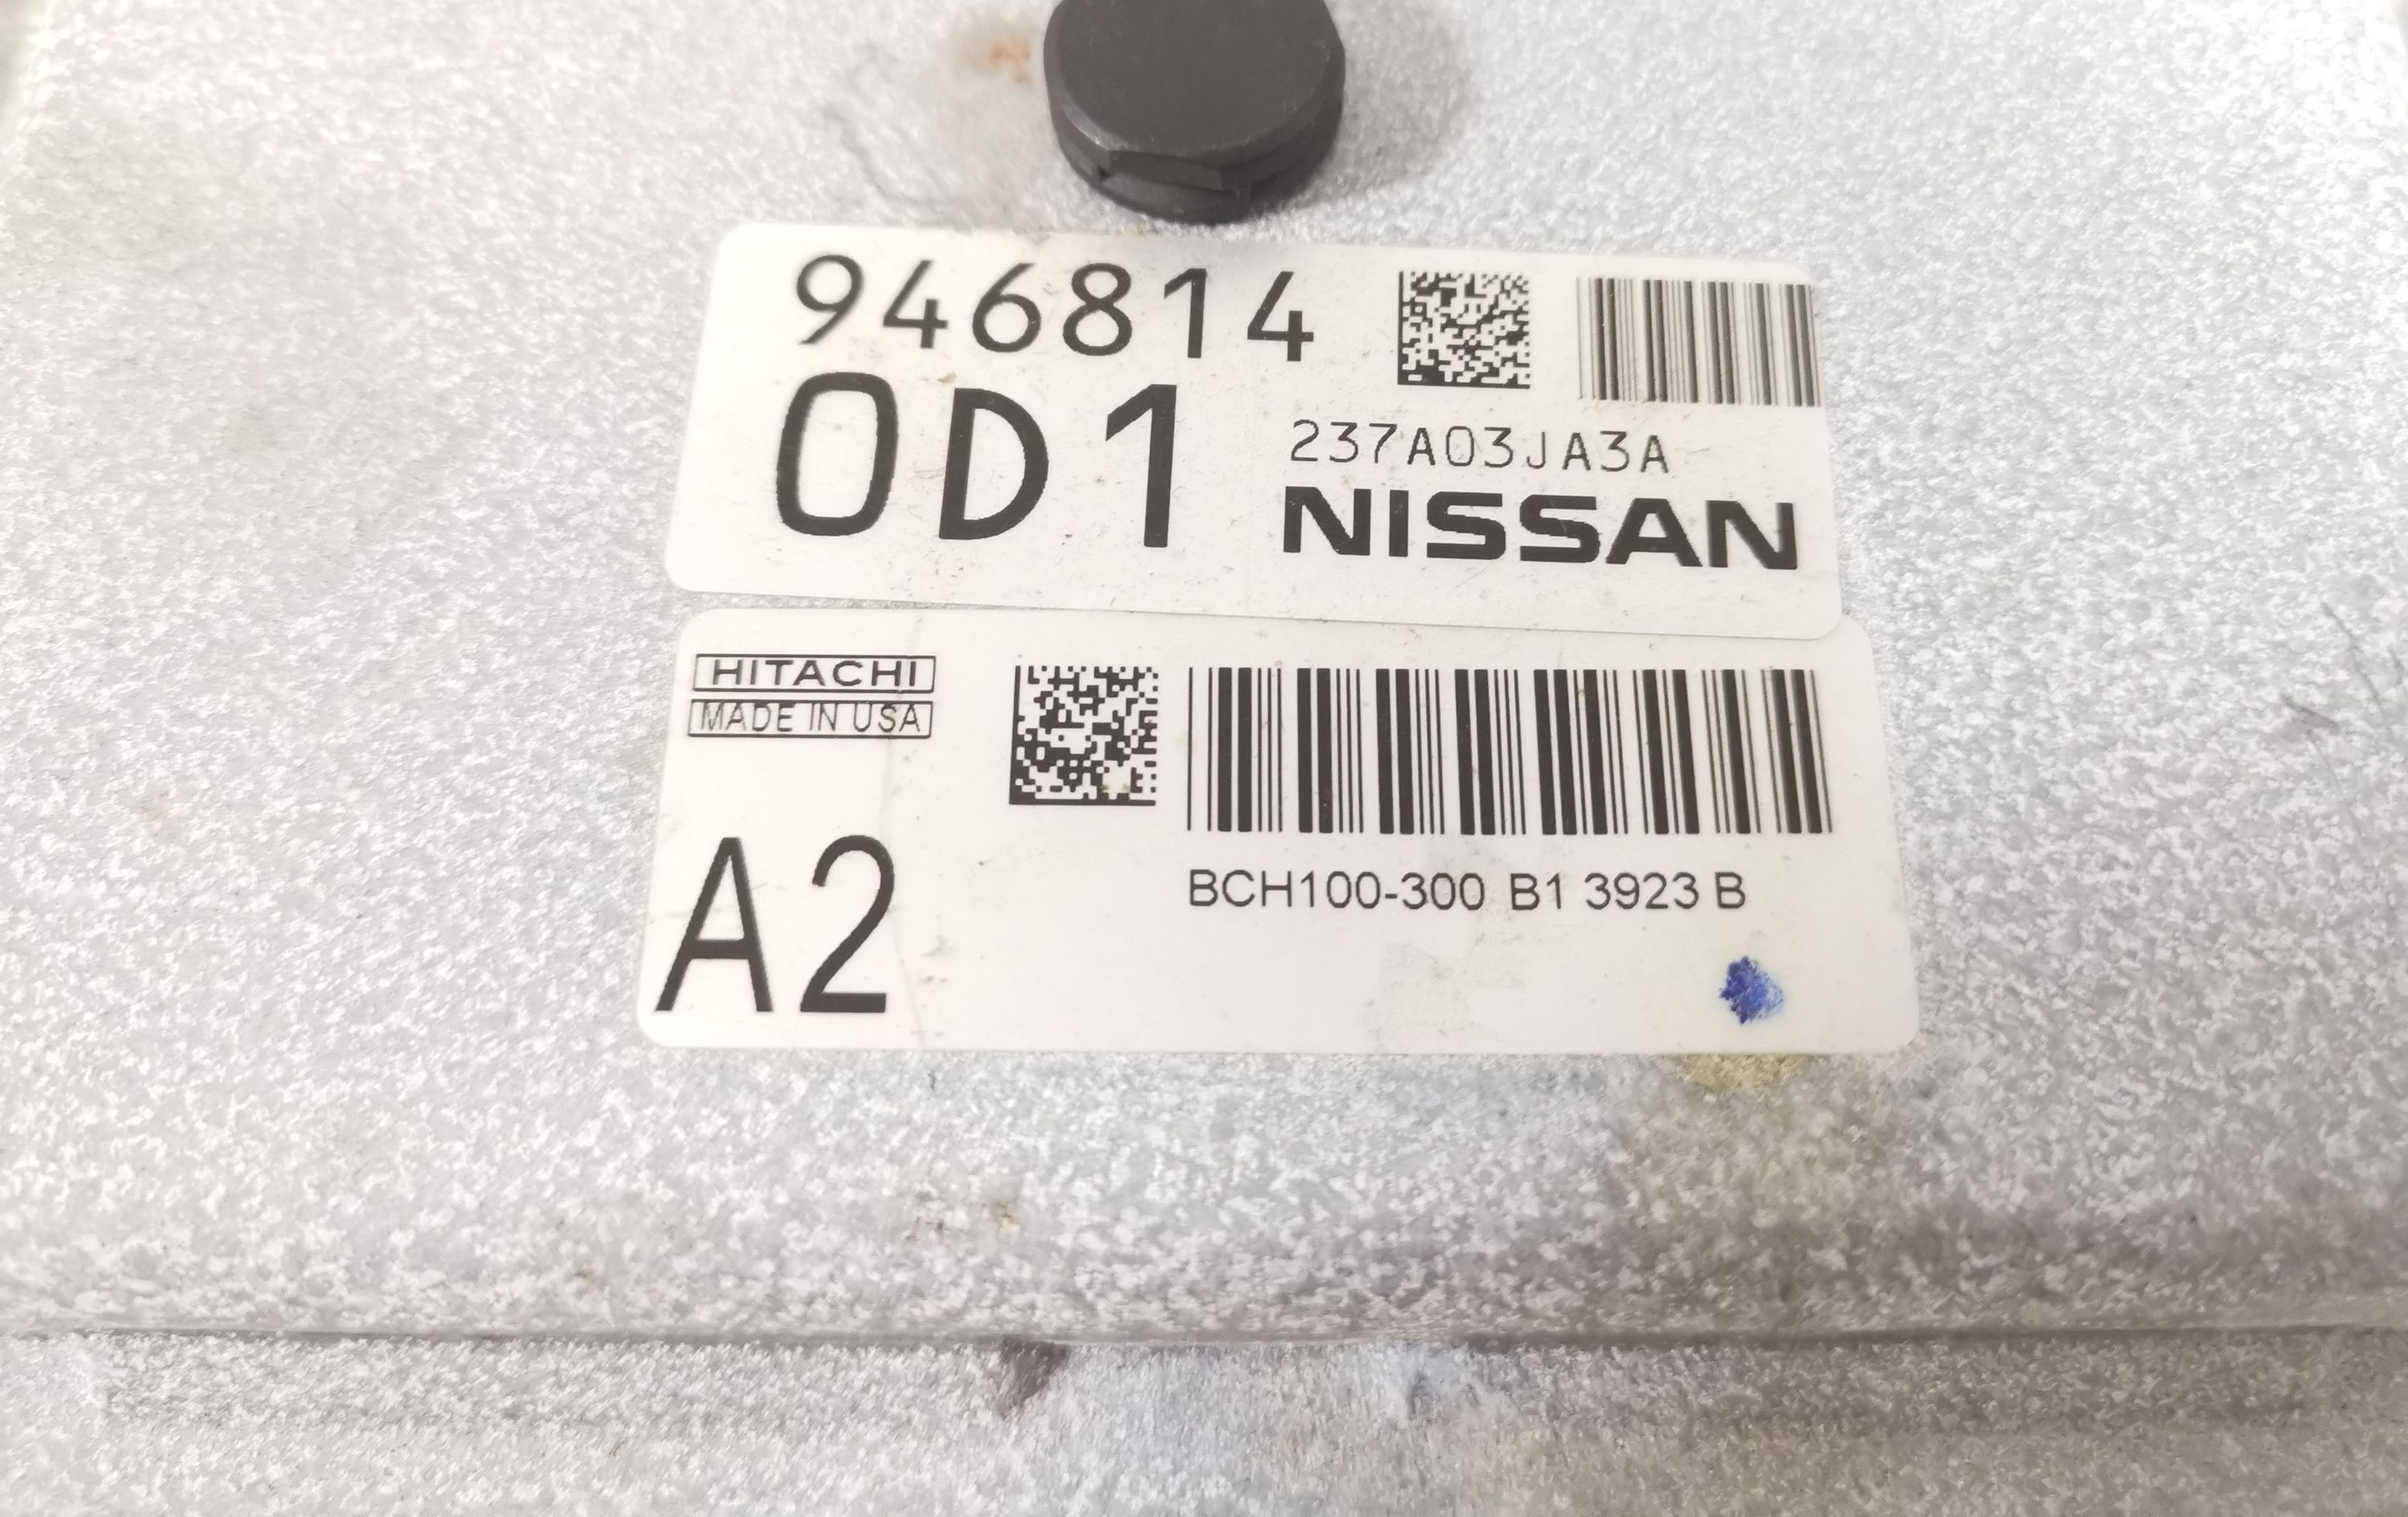 946814
0D1
237A03JA3A
NISSAN
HITACHI
MADE IN USA
A2
BCH100-300 B1 3923 B